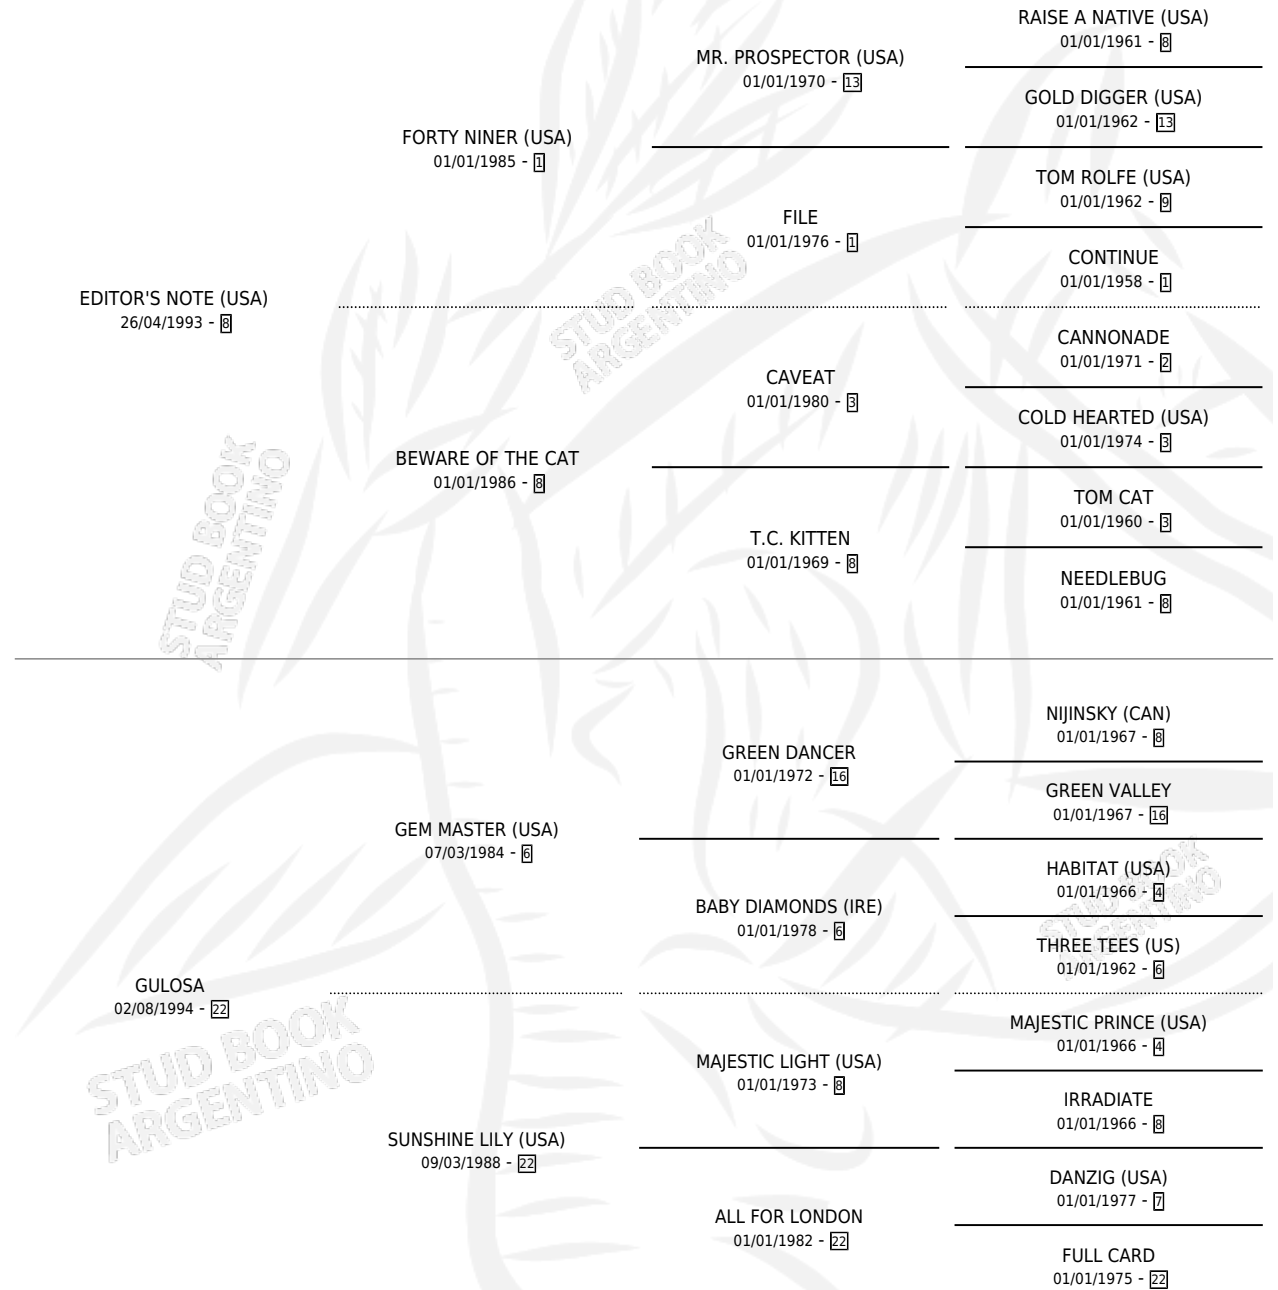 RAISE A NATIVE (USA)
01/01/1961 - 8
MR. PROSPECTOR (USA)
01/01/1970 - 13
GOLD DIGGER (USA)
01/01/1962 - 13
FORTY NINER (USA)
01/01/1985 - 1
TOM ROLFE (USA)
01/01/1962 - 9
FILE
01/01/1976 - 1
CONTINUE
01/01/1958 - 1
EDITOR'S NOTE (USA)
26/04/1993 - 8
CANNONADE
01/01/1971 - 2
CAVEAT
01/01/1980 - 3
COLD HEARTED (USA)
01/01/1974 - 3
BEWARE OF THE CAT
01/01/1986 - 8
TOM CAT
01/01/1960 - 3
T.C. KITTEN
01/01/1969 - 8
NEEDLEBUG
01/01/1961 - 8
STUD BOOK
ARGENTINO
STUD BOOK
ARGENTINO
NIJINSKY (CAN)
01/01/1967 - 8
GREEN DANCER
01/01/1972 - 16
GREEN VALLEY
01/01/1967 - 16
GEM MASTER (USA)
07/03/1984 - 6
HABITAT (USA)
01/01/1966 - 4
BABY DIAMONDS (IRE)
01/01/1978 - 6
THREE TEES (US)
01/01/1962 - 6
GULOSA
02/08/1994 - 22
MAJESTIC PRINCE (USA)
01/01/1966 - 4
MAJESTIC LIGHT (USA)
01/01/1973 - 8
IRRADIATE
01/01/1966 - 8
SUNSHINE LILY (USA)
09/03/1988 - 22
DANZIG (USA)
01/01/1977 - 7
ALL FOR LONDON
01/01/1982 - 22
FULL CARD
01/01/1975 - 22
STUD BOOK
ARGENTINO
STUD BOOK
ARGENTINO